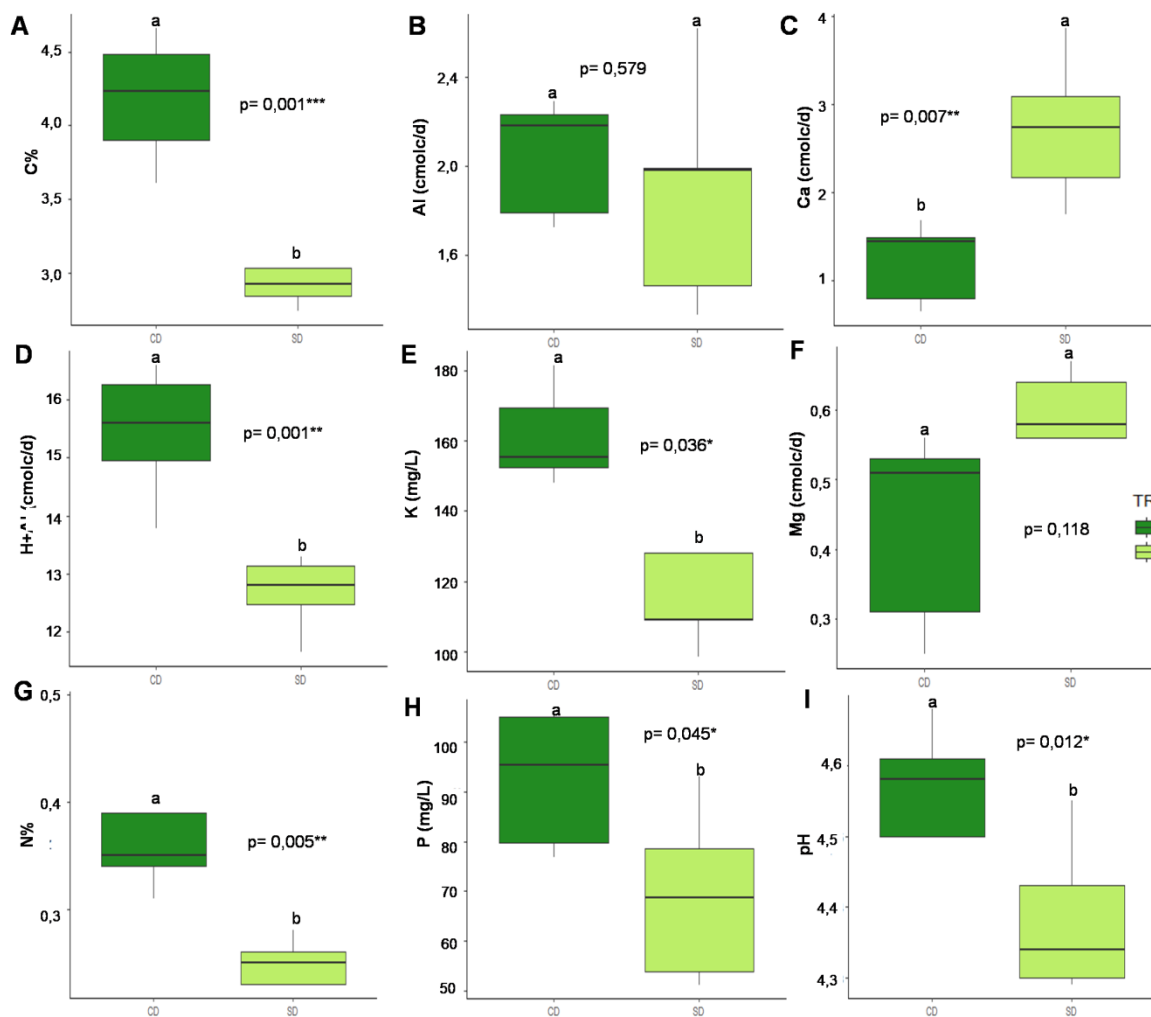 A
a
4,5
4,0
3,5
3,0
C%
p= 0,001***
b
CD
SD
B
a
2,4
2,0
1,6
Al (cmolc/d)
p= 0,579
a
CD
SD
C
a
4
3
2
1
Ca (cmolc/d)
p= 0,007**
b
CD
SD
D
a
16
15
14
13
12
p= 0,001**
b
CD
SD
E
a
180
160
140
120
100
K (mg/L)
p= 0,036*
b
CD
SD
F
a
a
0,6
0,5
0,4
0,3
Mg (cmolc/d)
p= 0,118
TR
CD
SD
G
0,5
0,4
0,3
N%
a
p= 0,005**
b
CD
SD
H
a
100
90
80
70
60
50
P (mg/L)
p= 0,045*
b
CD
SD
I
a
4,6
4,5
4,4
4,3
pH
p= 0,012*
b
CD
SD